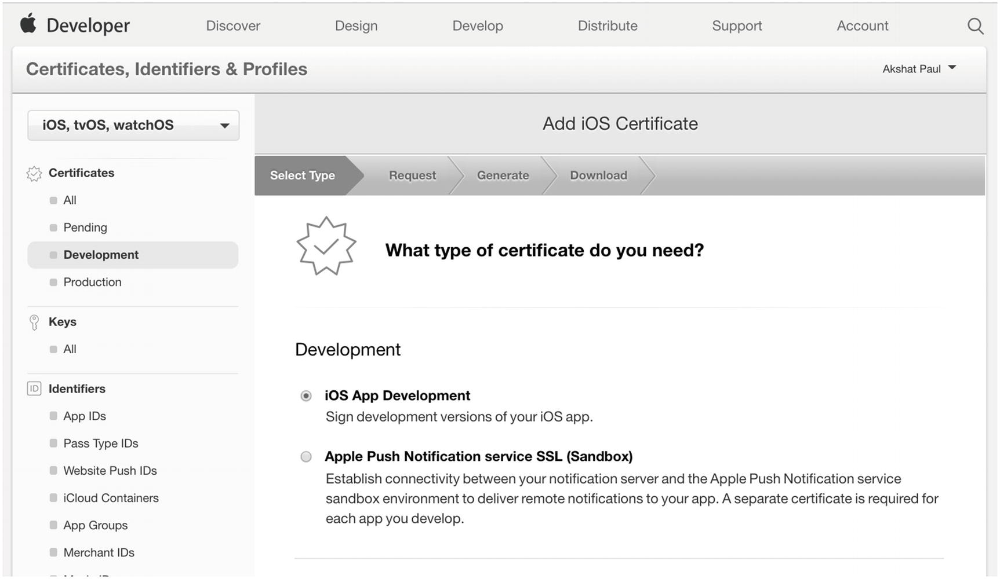 Developer
Discover
Design
Develop
Distribute
Support
Account
Certificates, Identifiers & Profiles
Akshat Paul
iOS, tvOS, watchOS
Certificates
All
Pending
Development
Production
Keys
All
ID
Identifiers
App IDs
Pass Type IDs
Website Push IDs
iCloud Containers
App Groups
Merchant IDs
Add iOS Certificate
Select Type
Request
Generate
Download
What type of certificate do you need?
Development
iOS App Development
Sign development versions of your iOS app.
Apple Push Notification service SSL (Sandbox)
Establish connectivity between your notification server and the Apple Push Notification service
sandbox environment to deliver remote notifications to your app. A separate certificate is required for
each app you develop.